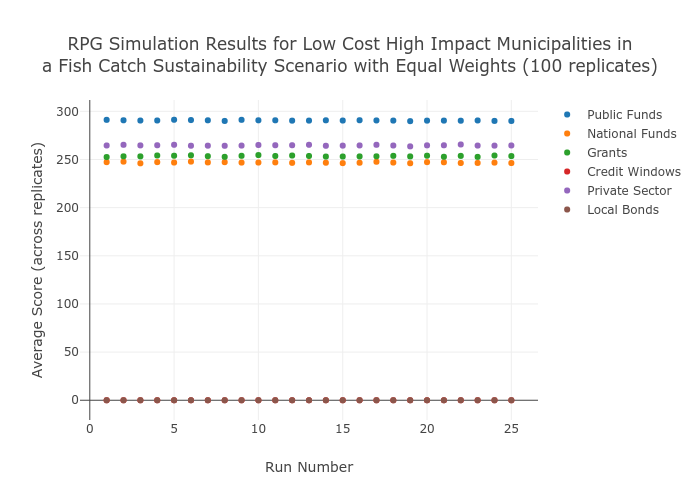 RPG Simulation Results for Low Cost High Impact Municipalities in
a Fish Catch Sustainability Scenario with Equal Weights (100 replicates)
300
250
200
150
100
50
0
Average Score (across replicates)
0 5 10 15 20 25
Run Number
Public Funds
National Funds
Grants
Credit Windows
Private Sector
Local Bonds